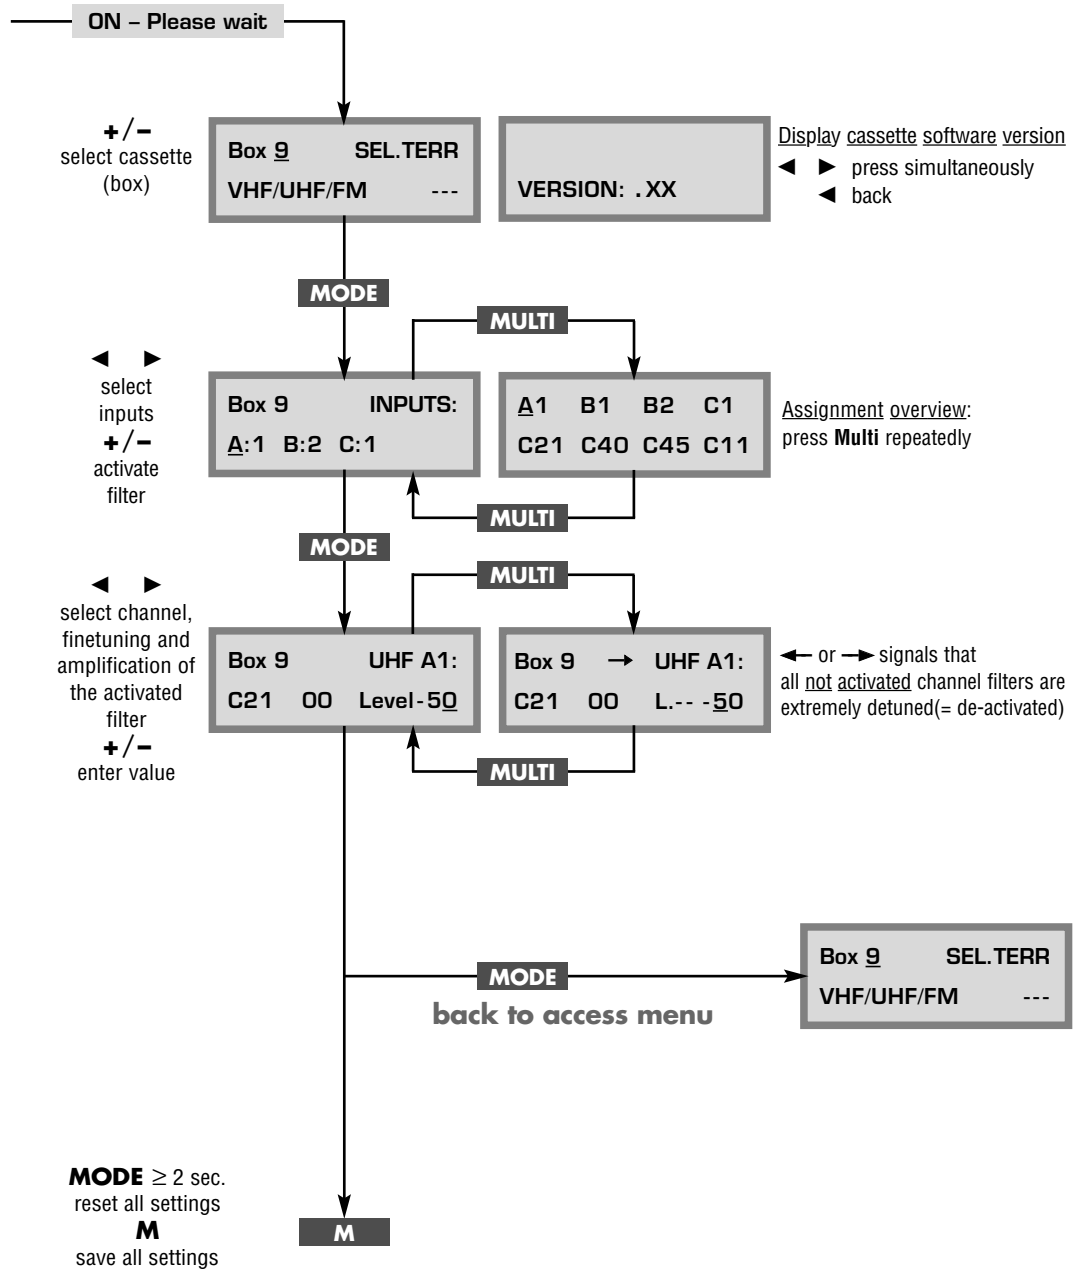 ON – Please wait
+/–
select cassette
(box)
Box 9 SEL.TERR
VHF/UHF/FM ---
VERSION: .XX
Display cassette software version
◄ ► press simultaneously
◄ back
MODE
MULTI
◄ ►
select
inputs
+/–
activate
filter
Box 9 INPUTS:
A:1 B:2 C:1
A1 B1 B2 C1
C21 C40 C45 C11
Assignment overview:
press Multi repeatedly
MULTI
MODE
MULTI
◄ ►
select channel,
finetuning and
amplification of
the activated
filter
+/–
enter value
Box 9 UHF A1:
C21 00 Level-50
Box 9 → UHF A1:
C21 00 L.-- -50
← or → signals that
all not activated channel filters are
extremely detuned(= de-activated)
MULTI
MODE
back to access menu
Box 9 SEL.TERR
VHF/UHF/FM ---
MODE ≥ 2 sec.
reset all settings
M
save all settings
M